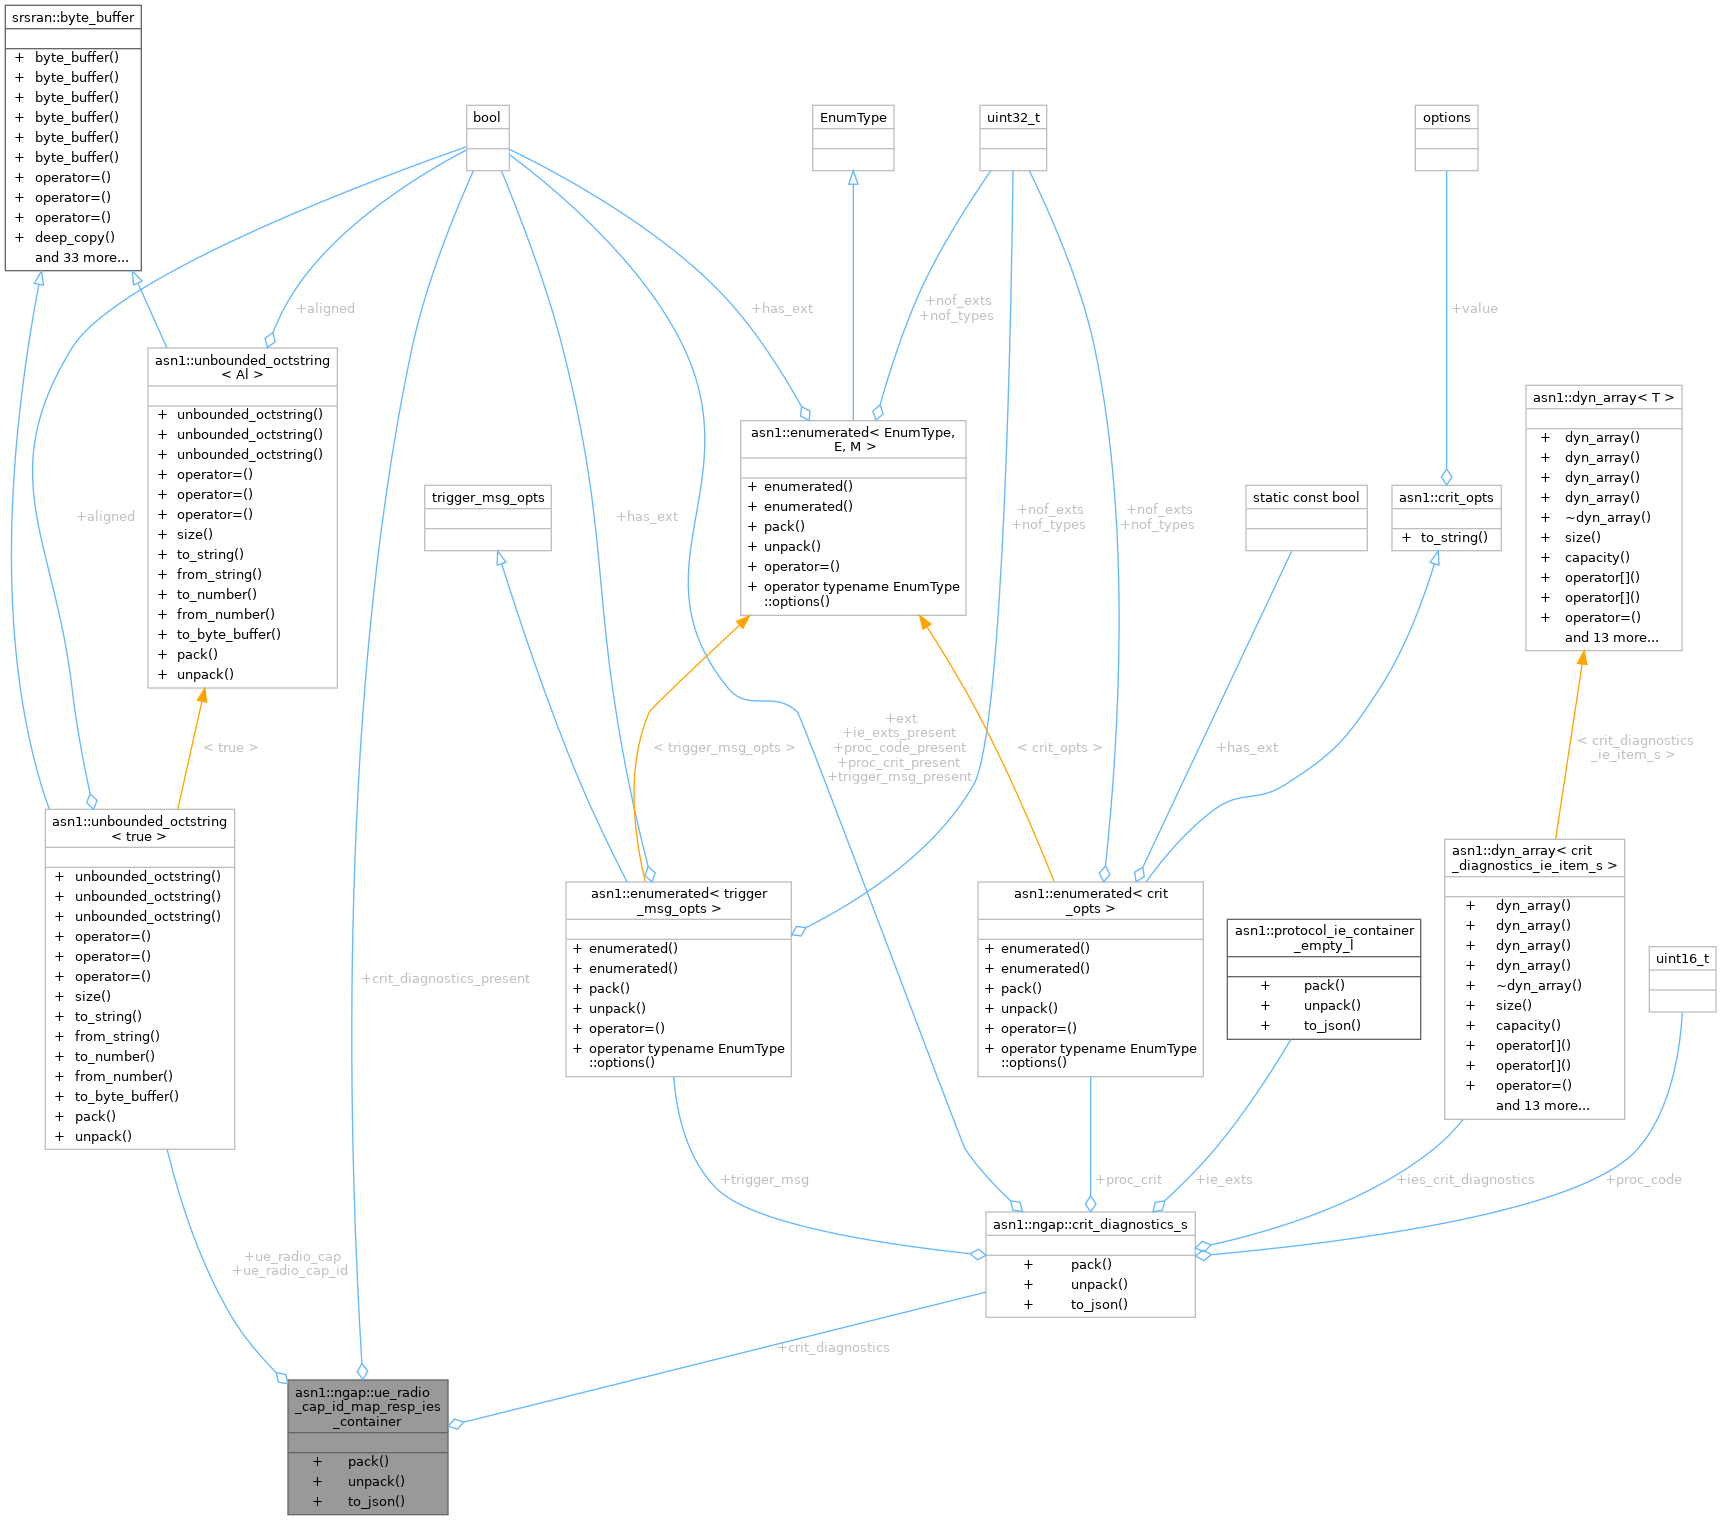 srsran::byte_buffer
+ byte_buffer()
+ byte_buffer()
+ byte_buffer()
+ byte_buffer()
+ byte_buffer()
+ byte_buffer()
+ operator=()
+ operator=()
+ operator=()
+ deep_copy()
and 33 more...
bool
EnumType
uint32_t
options
+aligned
+has_ext
+nof_exts
+nof_types
+value
asn1::unbounded_octstring
< Al >
+ unbounded_octstring()
+ unbounded_octstring()
+ unbounded_octstring()
+ operator=()
+ operator=()
+ operator=()
+ size()
+ to_string()
+ from_string()
+ to_number()
+ from_number()
+ to_byte_buffer()
+ pack()
+ unpack()
asn1::enumerated< EnumType,
E, M >
+ enumerated()
+ enumerated()
+ pack()
+ unpack()
+ operator=()
+ operator typename EnumType
::options()
asn1::dyn_array< T >
+ dyn_array()
+ dyn_array()
+ dyn_array()
+ dyn_array()
+ ~dyn_array()
+ size()
+ capacity()
+ operator[]()
+ operator[]()
+ operator=()
and 13 more...
trigger_msg_opts
static const bool
asn1::crit_opts
+ to_string()
+aligned
+has_ext
+nof_exts
+nof_types
+nof_exts
+nof_types
< true >
< trigger_msg_opts >
+ext
+ie_exts_present
+proc_code_present
+proc_crit_present
+trigger_msg_present
< crit_opts >
+has_ext
< crit_diagnostics
_ie_item_s >
asn1::unbounded_octstring
< true >
+ unbounded_octstring()
+ unbounded_octstring()
+ unbounded_octstring()
+ operator=()
+ operator=()
+ operator=()
+ size()
+ to_string()
+ from_string()
+ to_number()
+ from_number()
+ to_byte_buffer()
+ pack()
+ unpack()
+crit_diagnostics_present
asn1::enumerated< trigger
_msg_opts >
+ enumerated()
+ enumerated()
+ pack()
+ unpack()
+ operator=()
+ operator typename EnumType
::options()
asn1::enumerated< crit
_opts >
+ enumerated()
+ enumerated()
+ pack()
+ unpack()
+ operator=()
+ operator typename EnumType
::options()
asn1::protocol_ie_container
_empty_l
+ pack()
+ unpack()
+ to_json()
asn1::dyn_array< crit
_diagnostics_ie_item_s >
+ dyn_array()
+ dyn_array()
+ dyn_array()
+ dyn_array()
+ ~dyn_array()
+ size()
+ capacity()
+ operator[]()
+ operator[]()
+ operator=()
and 13 more...
uint16_t
+trigger_msg
+proc_crit
+ie_exts
+ies_crit_diagnostics
+proc_code
+ue_radio_cap
+ue_radio_cap_id
asn1::ngap::crit_diagnostics_s
+ pack()
+ unpack()
+ to_json()
+crit_diagnostics
asn1::ngap::ue_radio
_cap_id_map_resp_ies
_container
+ pack()
+ unpack()
+ to_json()